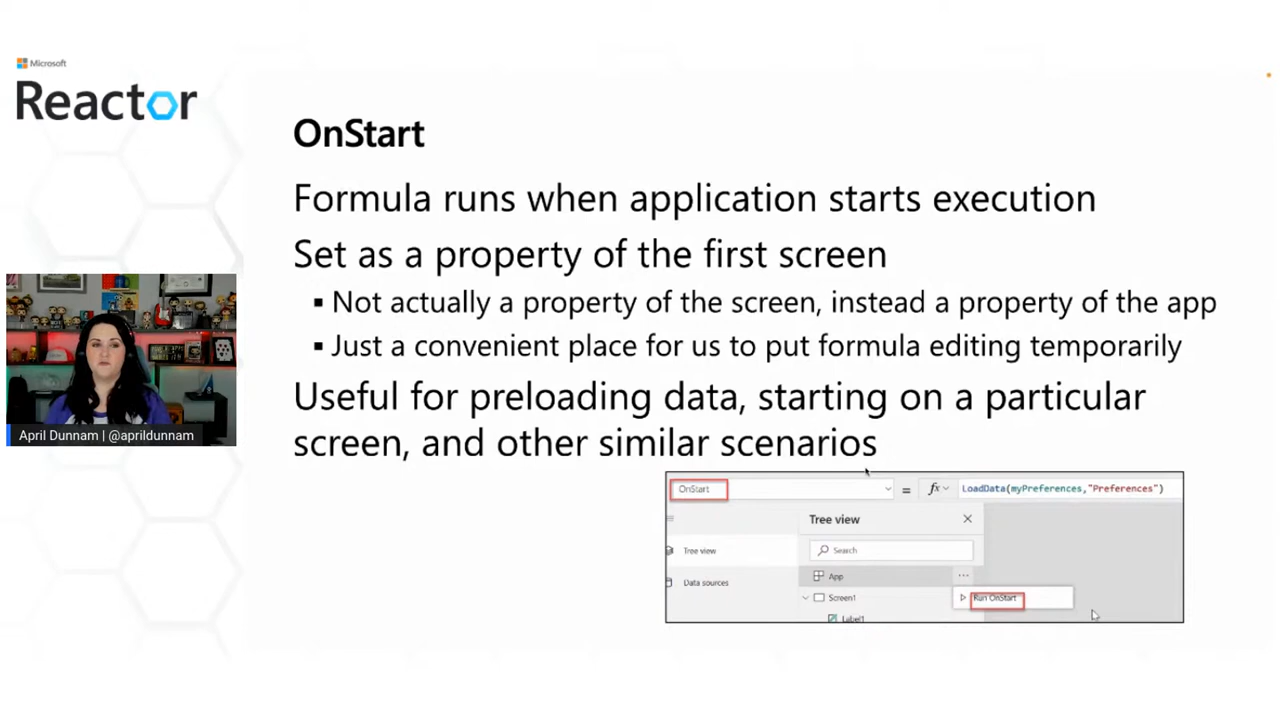 Microsoft
Reactor
OnStart
Formula runs when application starts execution
Set as a property of the first screen
▪ Not actually a property of the screen, instead a property of the app
▪ Just a convenient place for us to put formula editing temporarily
Useful for preloading data, starting on a particular
screen, and other similar scenarios
April Dunnam | @aprildunnam
OnStart = fx LoadData(myPreferences,"Preferences")
Tree view
Search
Tree view
App
Data sources
Run OnStart
Screen1
Label1